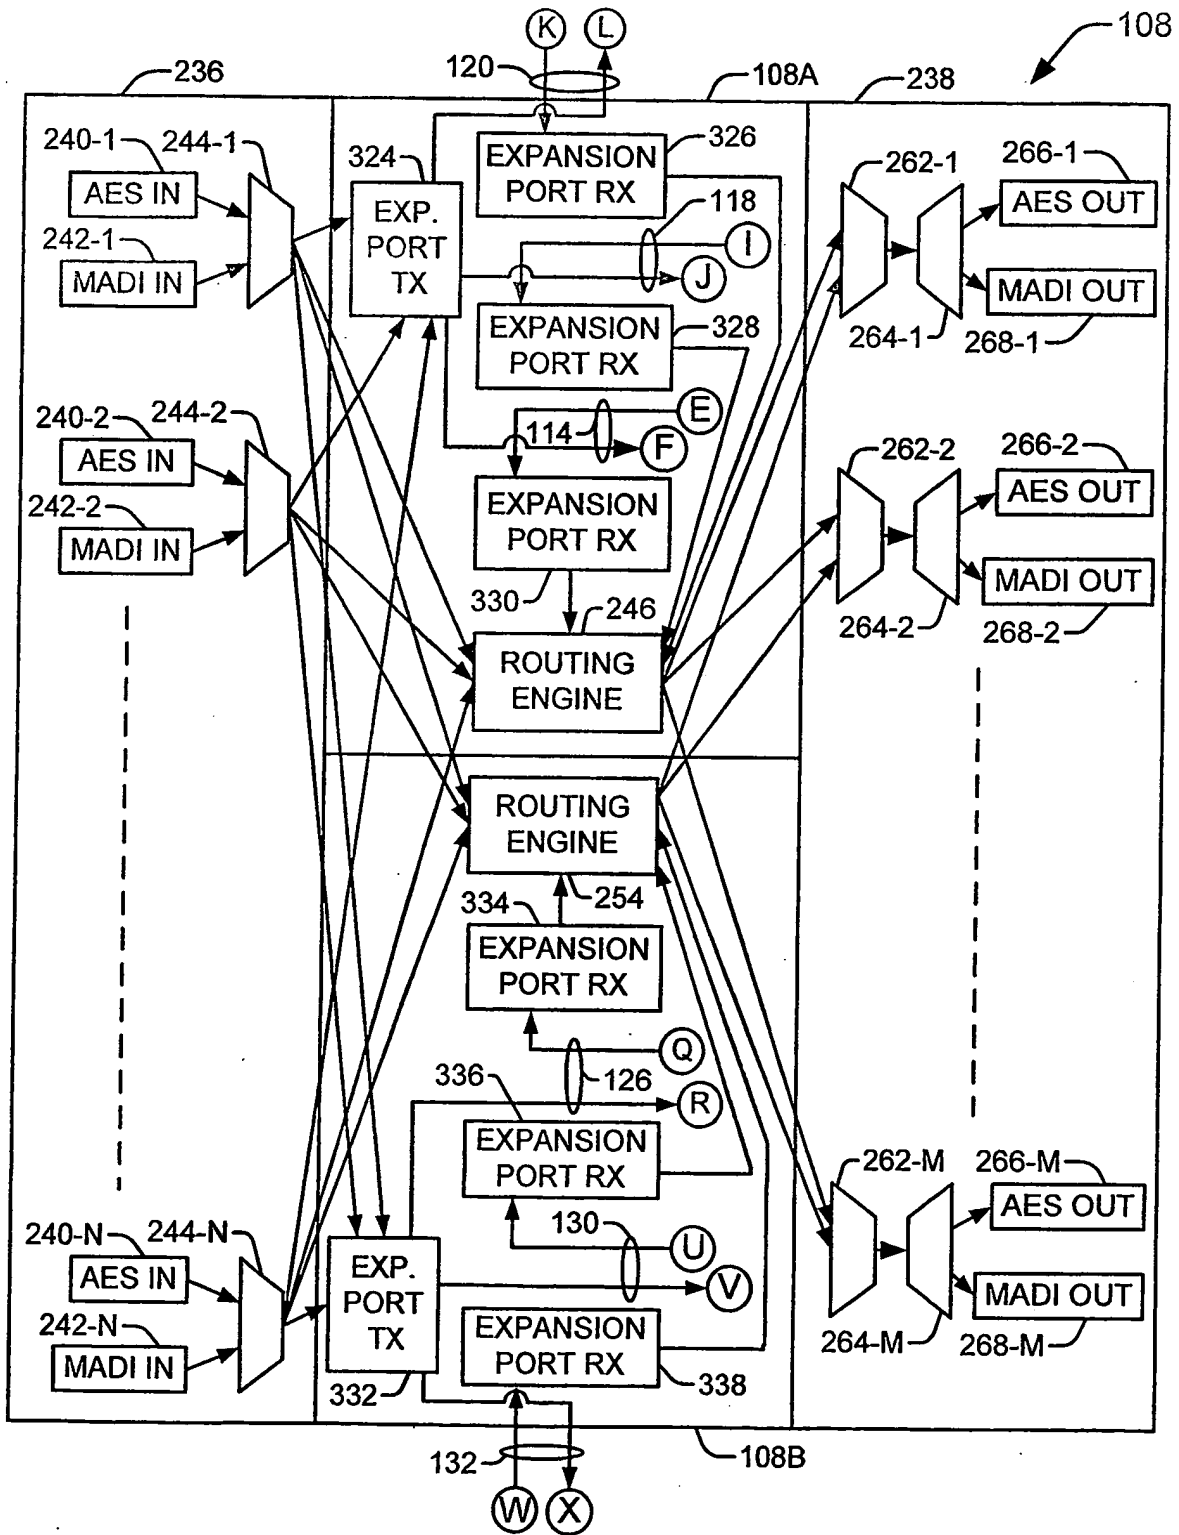 108
K
L
120
236
108A
238
240-1
244-1
AES IN
242-1
MADI IN
324
EXP.
PORT
TX
EXPANSION
PORT RX
326
118
I
J
EXPANSION
PORT RX
328
262-1
266-1
AES OUT
MADI OUT
264-1
268-1
240-2
244-2
AES IN
242-2
MADI IN
114
E
F
EXPANSION
PORT RX
330
246
ROUTING
ENGINE
262-2
266-2
AES OUT
MADI OUT
264-2
268-2
ROUTING
ENGINE
254
334
EXPANSION
PORT RX
Q
126
R
336
EXPANSION
PORT RX
130
U
V
240-N
244-N
AES IN
242-N
MADI IN
EXP.
PORT
TX
332
EXPANSION
PORT RX
338
262-M
266-M
AES OUT
MADI OUT
264-M
268-M
132
108B
W
X